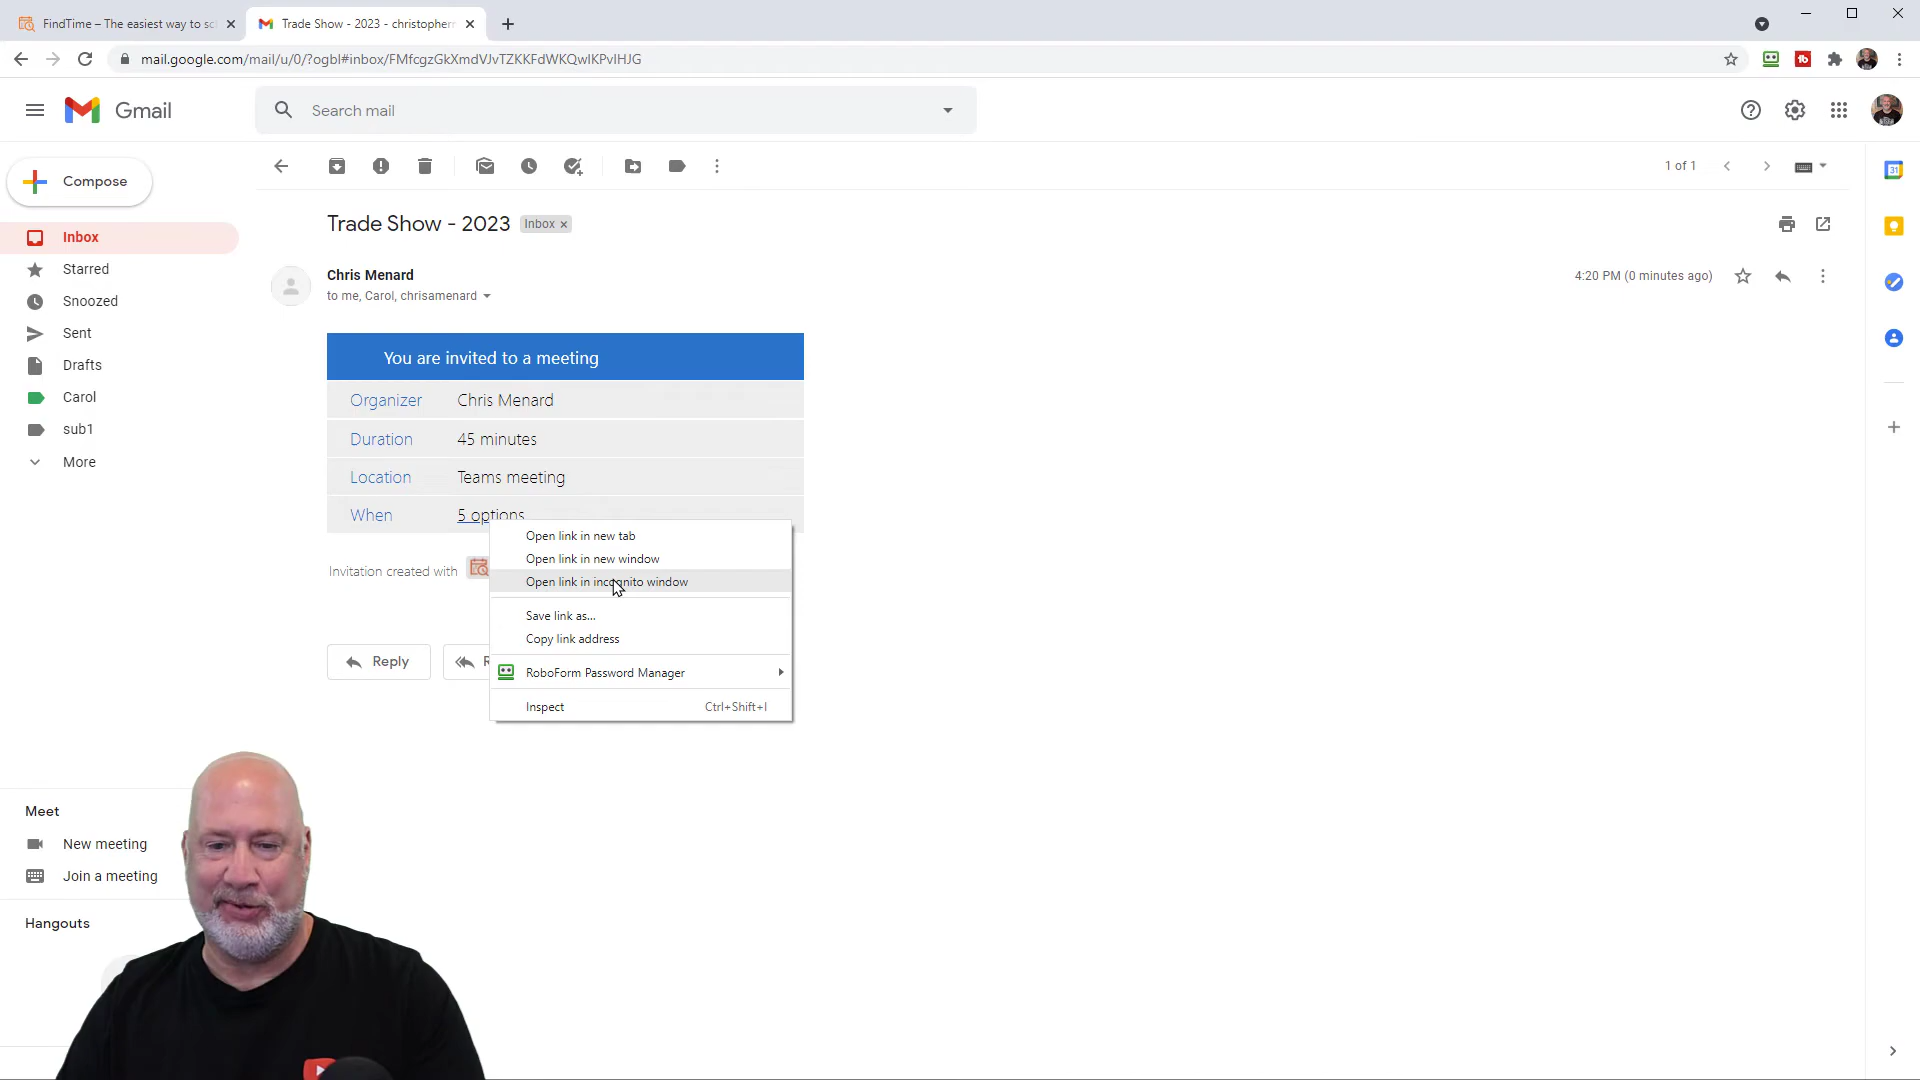 FindTime – The easiest way to sc
Trade Show - 2023 - christopherr
mail.google.com/mail/u/0/?ogbl#inbox/FMfcgzGkXmdVJvTZKKFdWKQwIKPvIHJG
Gmail
Search mail
Compose
1 of 1
Trade Show - 2023 Inbox x
Inbox
Starred
Snoozed
Sent
Drafts
Carol
sub1
More
Chris Menard
4:20 PM (0 minutes ago)
to me, Carol, chrisamenard
You are invited to a meeting
Organizer Chris Menard
Duration 45 minutes
Location Teams meeting
When 5 options
Invitation created with
Open link in new tab
Open link in new window
Open link in incognito window
Save link as...
Copy link address
RoboForm Password Manager
Inspect Ctrl+Shift+I
Reply
Meet
New meeting
Join a meeting
Hangouts
31